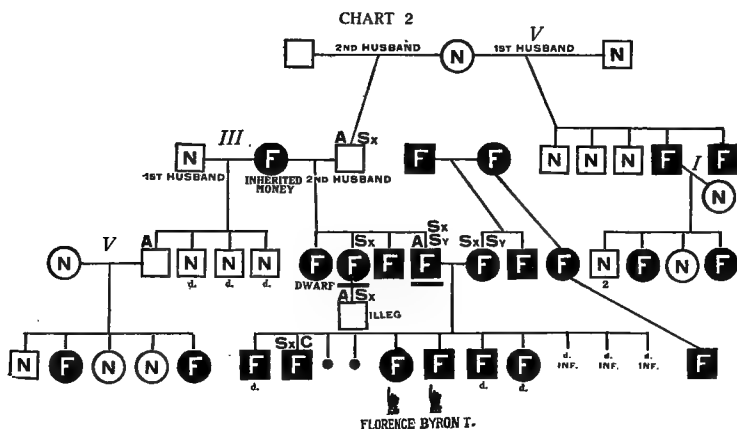 CHART 2
2ND HUSBAND N V 1ST HUSBAND N
A Sx
III
N F F F N N N F F I
1ST HUSBAND INHERITED MONEY 2ND HUSBAND N
V Sx Sx
A A Sy Sx Sy
N N N N F F F F F F F N F N F
d. d. d. DWARF 2
A Sx
ILLEG
Sx C
N F N N F F F F F F F d. INF. d. INF. d. INF. F
d. d. d.
FLORENCE BYRON T.